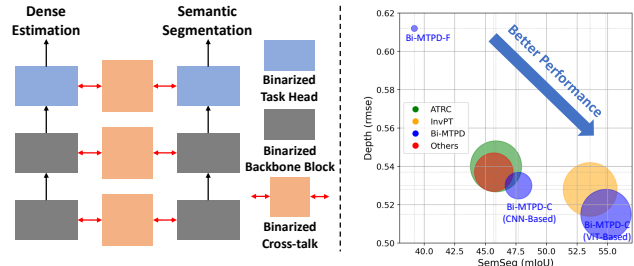 Dense
Estimation
Semantic
Segmentation
Binarized
Task Head
Binarized
Backbone Block
Binarized
Cross-talk
0.62
0.60
0.58
0.56
0.54
0.52
0.50
Depth (rmse)
Bi-MTPD-F
Better Performance
ATRC
InvPT
Bi-MTPD
Others
Bi-MTPD-C
(CNN-Based)
Bi-MTPD-C
(ViT-Based)
40.0
42.5
45.0
47.5
50.0
52.5
55.0
SemSeg (mIoU)